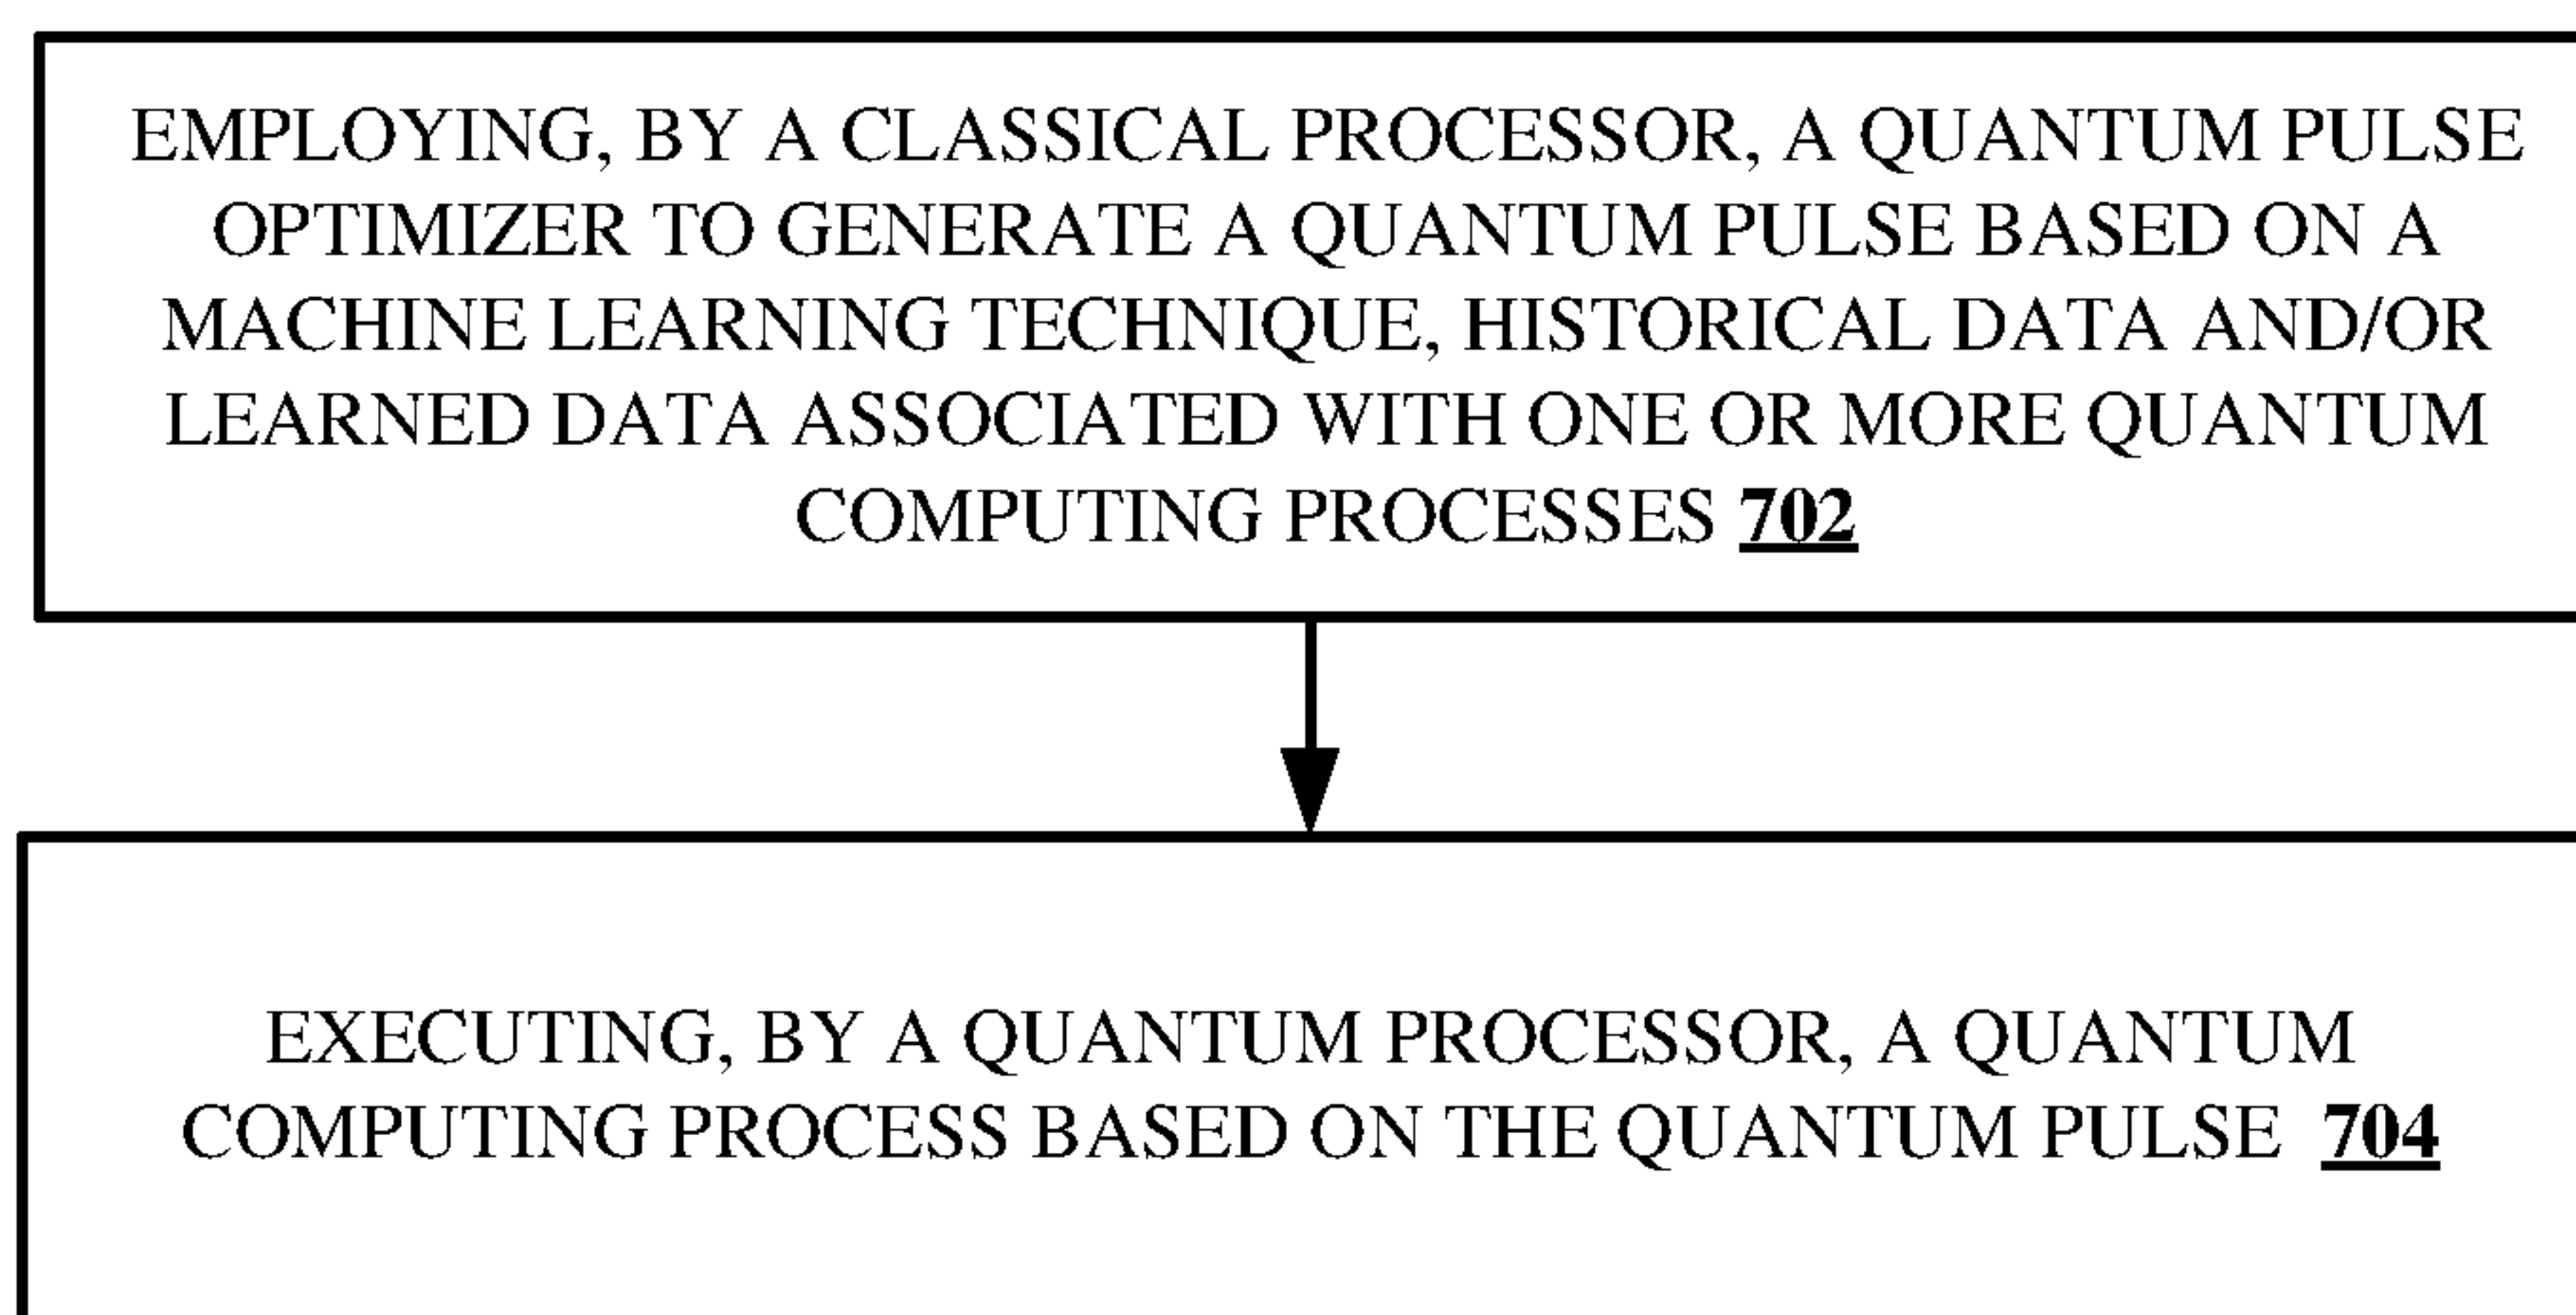 EMPLOYING, BY A CLASSICAL PROCESSOR, A QUANTUM PULSE
OPTIMIZER TO GENERATE A QUANTUM PULSE BASED ON A
MACHINE LEARNING TECHNIQUE, HISTORICAL DATA AND/OR
LEARNED DATA ASSOCIATED WITH ONE OR MORE QUANTUM
COMPUTING PROCESSES 702
EXECUTING, BY A QUANTUM PROCESSOR, A QUANTUM
COMPUTING PROCESS BASED ON THE QUANTUM PULSE 704